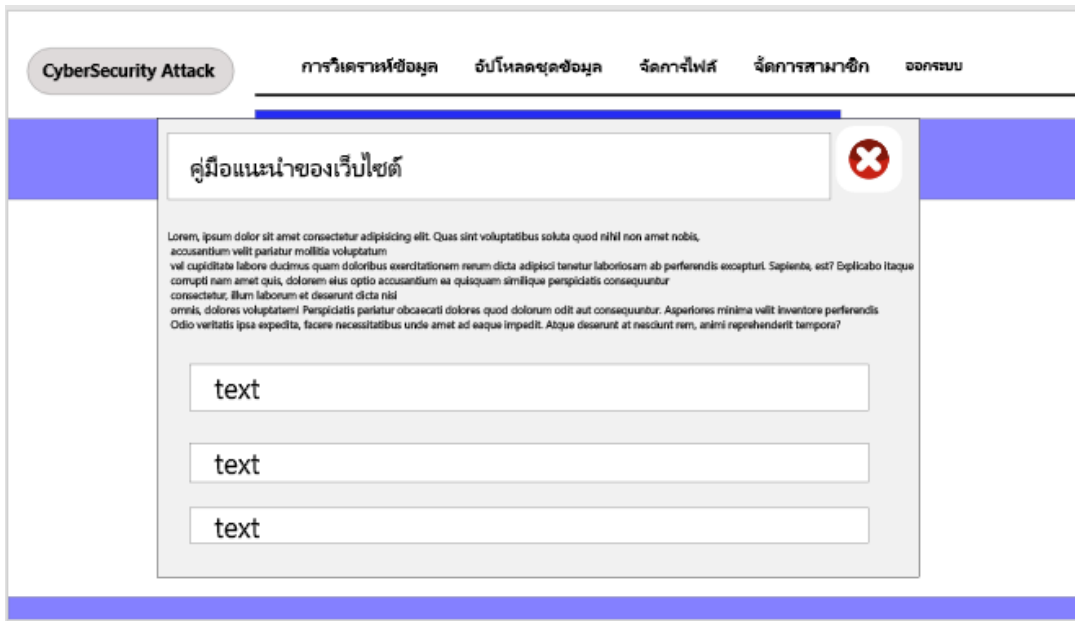 CyberSecurity Attack
การวิเคราะห์ข้อมูล
อัปโหลดชุดข้อมูล
จัดการไฟล์
จัดการสามาชิก
ออกระบบ
คู่มือแนะนำของเว็บไซต์
Lorem, ipsum dolor sit amet consectetur adipisicing elit. Quas sint voluptatibus soluta quod nihil non amet nobis,
accusantium velit pariatur mollitia voluptatum
vel cupiditate labore ducimus quam doloribus exercitationem rerum dicta adipisci tenetur laboriosam ab perferendis excepturi. Sapiente, est? Explicabo itaque
corrupti nam amet quis, dolorem eius optio accusantium ea quisquam similique perspiciatis consequuntur
consectetur, illum laborum et deserunt dicta nisi
omnis, dolores voluptatem! Perspiciatis pariatur obcaecati dolores quod dolorum odit aut consequuntur. Asperiores minima velit inventore perferendis
Odio veritatis ipsa expedita, facere necessitatibus unde amet ad eaque impedit. Atque deserunt at nesciunt rem, animi reprehenderit tempora?
text
text
text